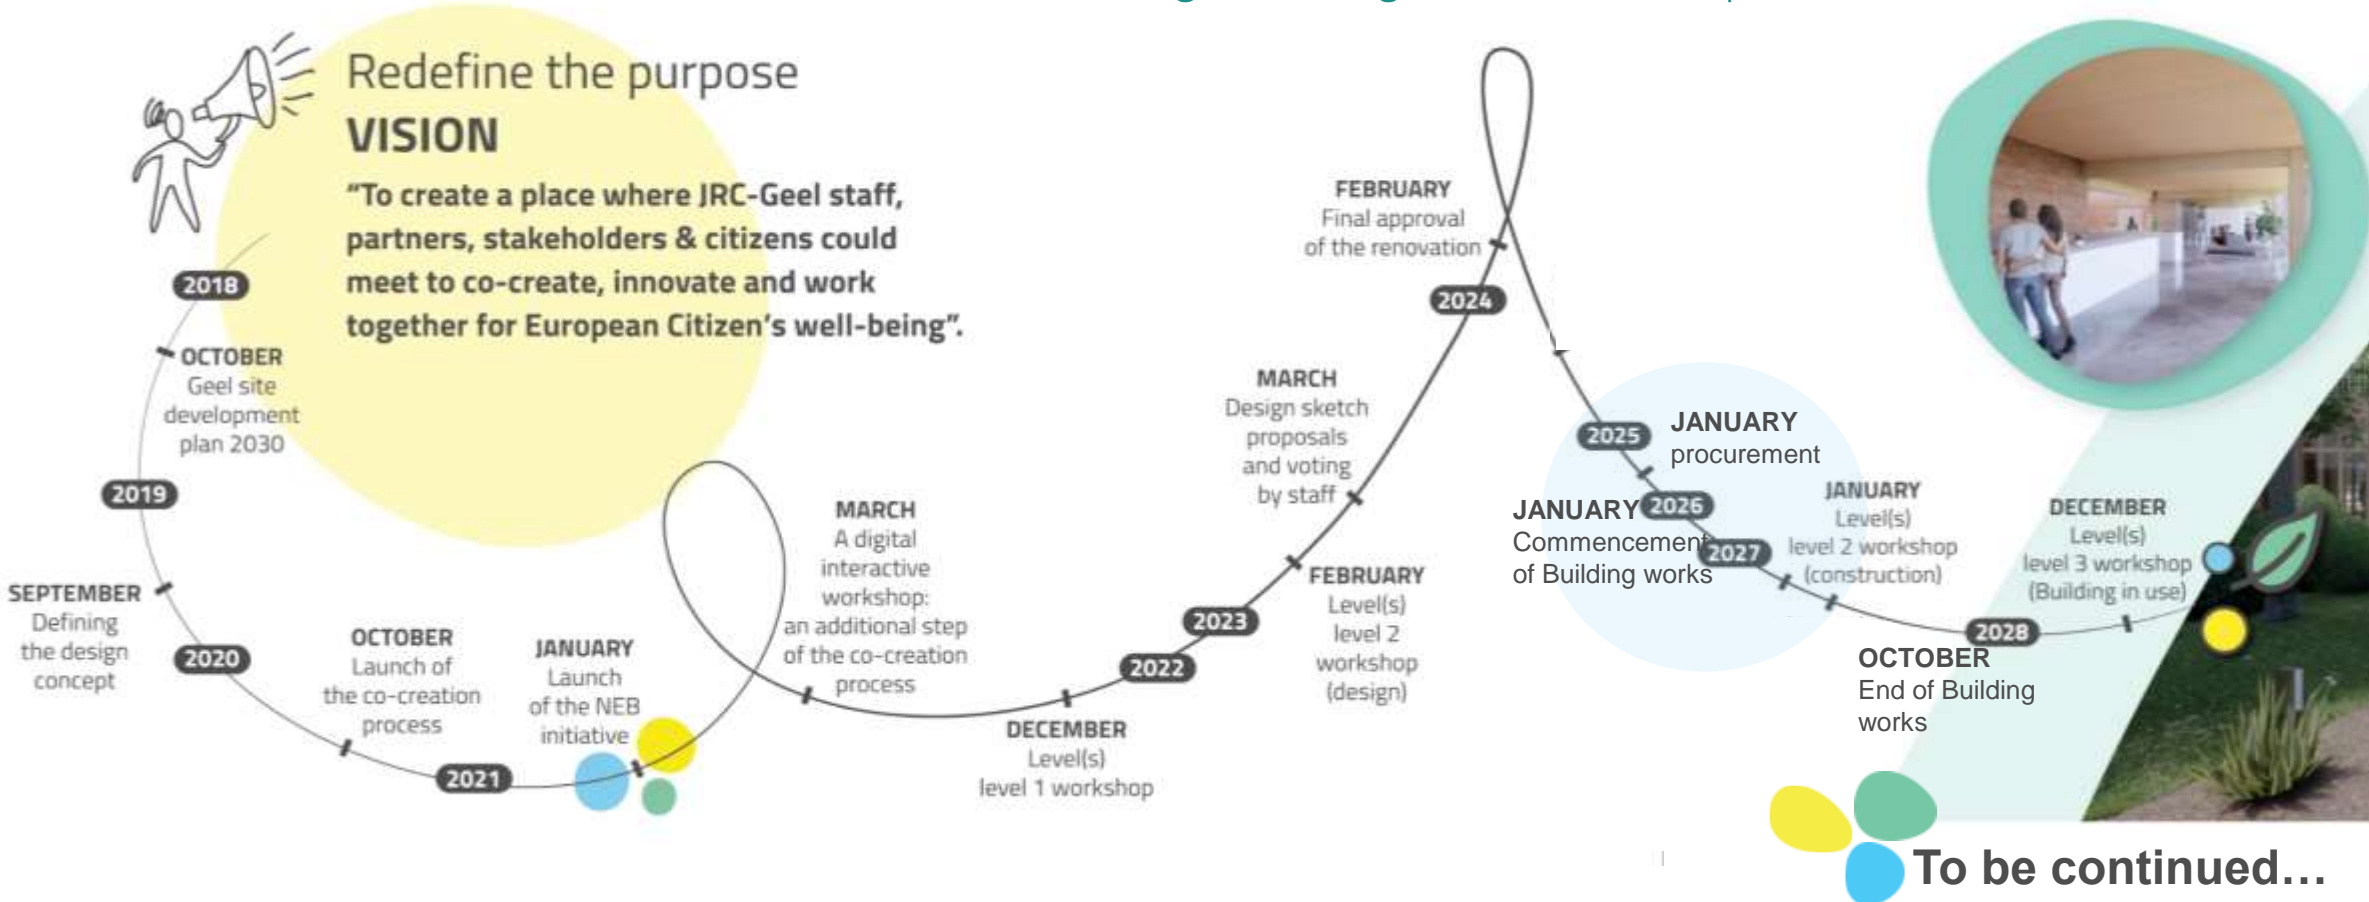 Redefine the purpose
VISION
“To create a place where JRC-Geel staff,
partners, stakeholders & citizens could
meet to co-create, innovate and work
together for European Citizen’s well-being”.
2018
OCTOBER
Geel site
development
plan 2030
2019
SEPTEMBER
Defining
the design
concept
2020
OCTOBER
Launch of
the co-creation
process
2021
JANUARY
Launch
of the NEB
initiative
MARCH
A digital
interactive
workshop:
an additional step
of the co-creation
process
DECEMBER
Level(s)
level 1 workshop
2022
2023
FEBRUARY
Level(s)
level 2
workshop
(design)
MARCH
Design sketch
proposals
and voting
by staff
2024
FEBRUARY
Final approval
of the renovation
2025
JANUARY
procurement
2026
JANUARY
Commencement
of Building works
2027
JANUARY
Level(s)
level 2 workshop
(construction)
OCTOBER
End of Building
works
2028
DECEMBER
Level(s)
level 3 workshop
(Building in use)
To be continued…